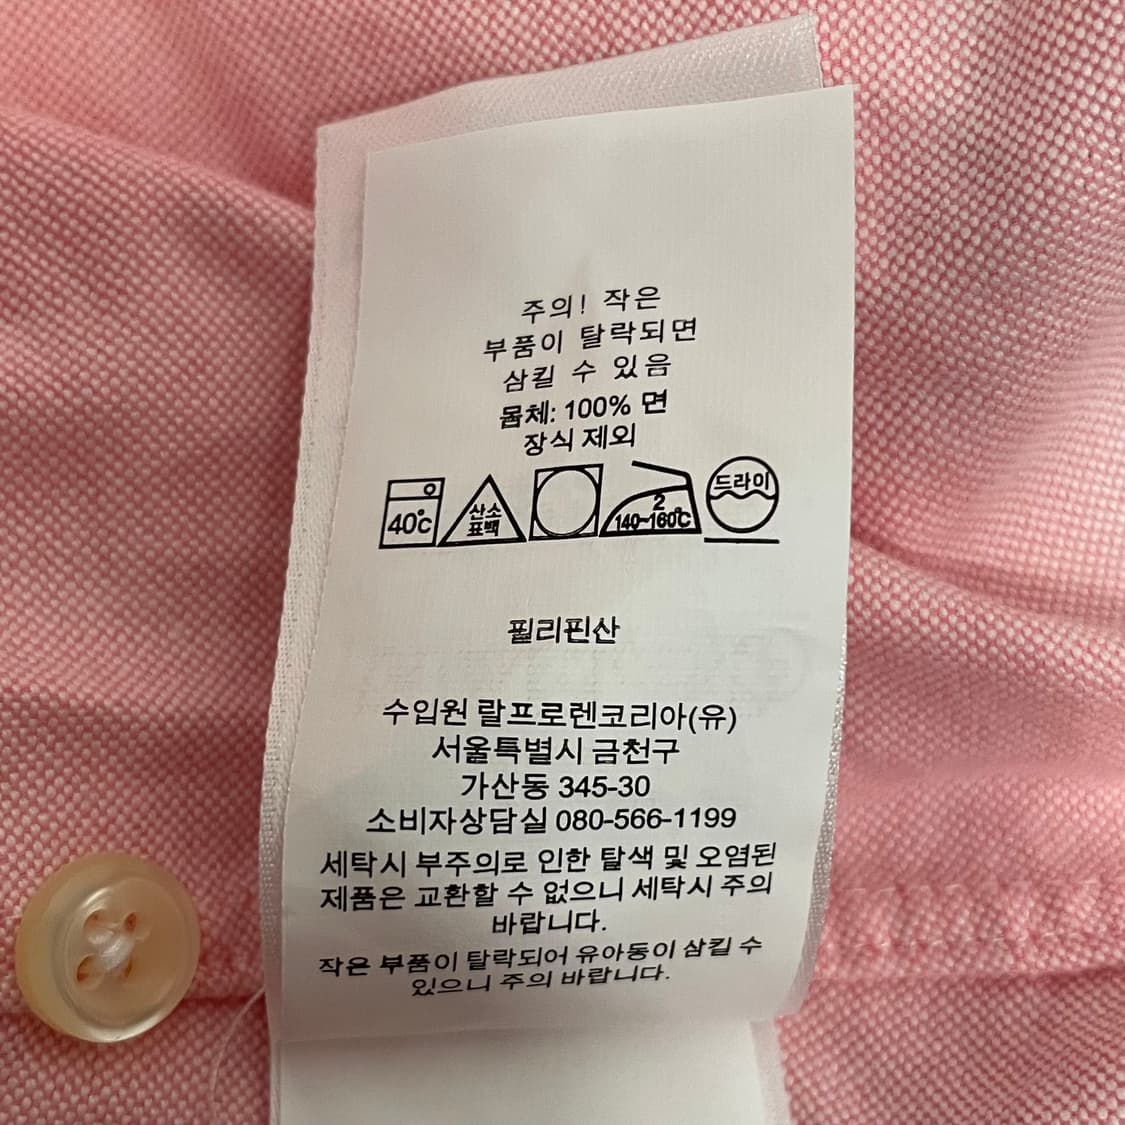 주의! 작은
부품이 탈락되면
삼킬 수 있음
몸체: 100% 면
장식 제외
40℃
산소
표백
2
140~160℃
드라이
필리핀산
수입원 랄프로렌코리아(유)
서울특별시 금천구
가산동 345-30
소비자상담실 080-566-1199
세탁시 부주의로 인한 탈색 및 오염된
제품은 교환할 수 없으니 세탁시 주의
바랍니다.
작은 부품이 탈락되어 유아동이 삼킬 수
있으니 주의 바랍니다.